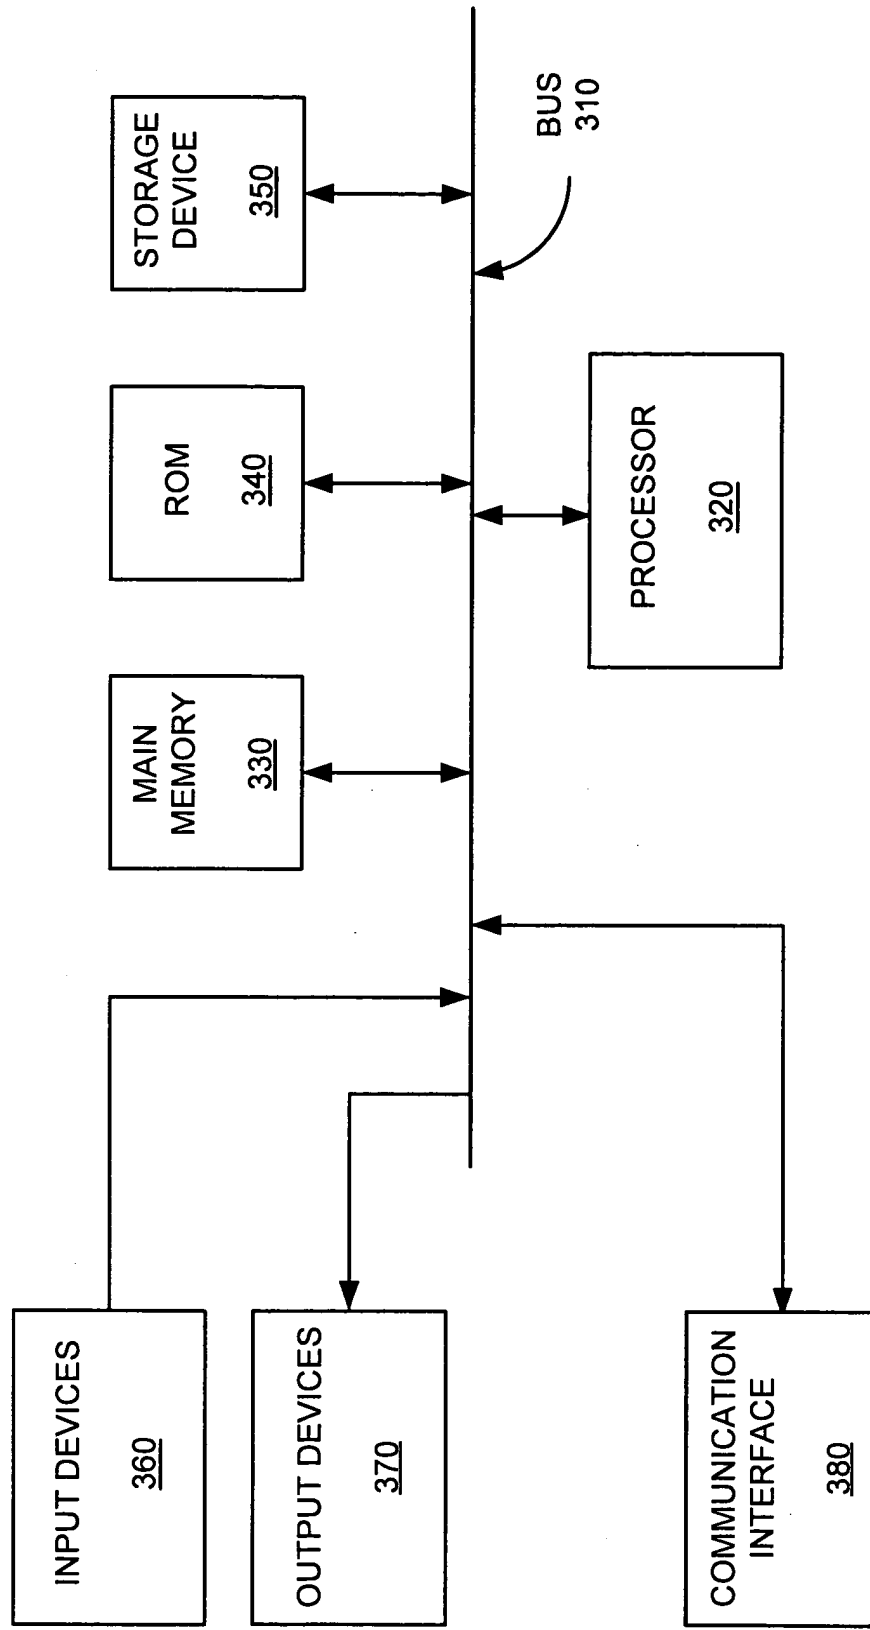 INPUT DEVICES
360
OUTPUT DEVICES
370
COMMUNICATION
INTERFACE
380
MAIN
MEMORY
330
ROM
340
STORAGE
DEVICE
350
PROCESSOR
320
BUS
310